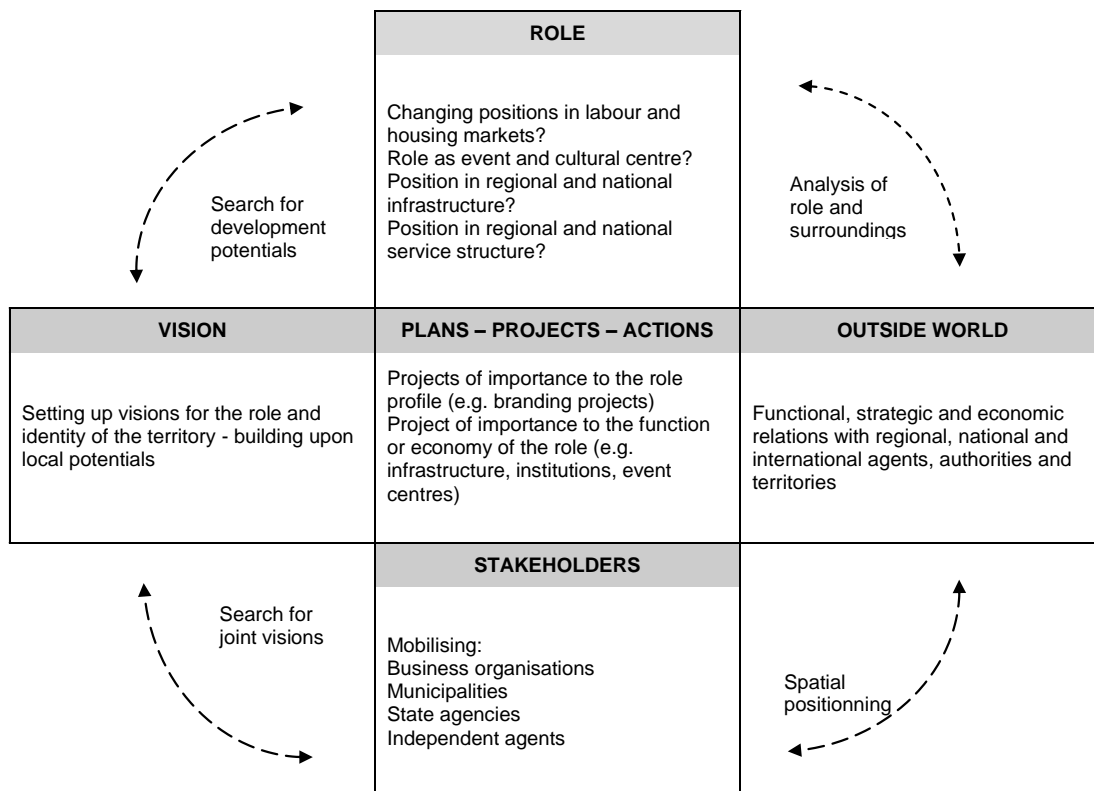 ROLE
Changing positions in labour and
housing markets?
Role as event and cultural centre?
Position in regional and national
infrastructure?
Position in regional and national
service structure?
Search for
development
potentials
Analysis of
role and
surroundings
VISION
Setting up visions for the role and
identity of the territory - building upon
local potentials
PLANS – PROJECTS – ACTIONS
Projects of importance to the role
profile (e.g. branding projects)
Project of importance to the function
or economy of the role (e.g.
infrastructure, institutions, event
centres)
OUTSIDE WORLD
Functional, strategic and economic
relations with regional, national and
international agents, authorities and
territories
STAKEHOLDERS
Mobilising:
Business organisations
Municipalities
State agencies
Independent agents
Search for
joint visions
Spatial
positionning